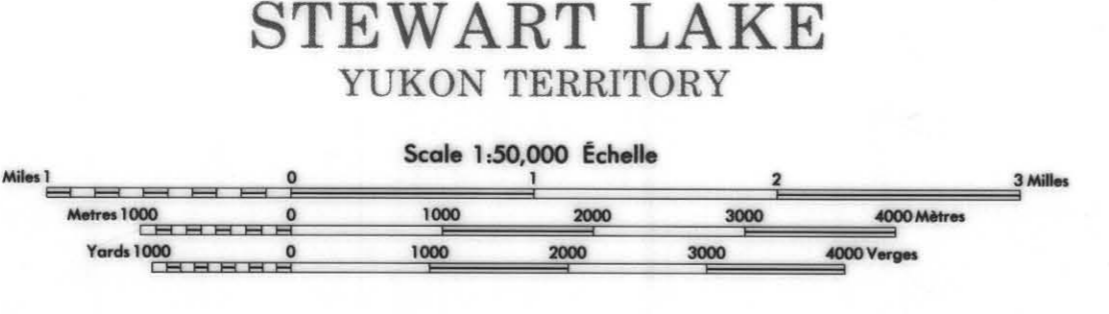 STEWART LAKE
YUKON TERRITORY
Scale 1:50,000 Échelle
Miles 1 0 1 2 3 Milles
Metres 1000 0 1000 2000 3000 4000 Mètres
Yards 1000 0 1000 2000 3000 4000 Verges